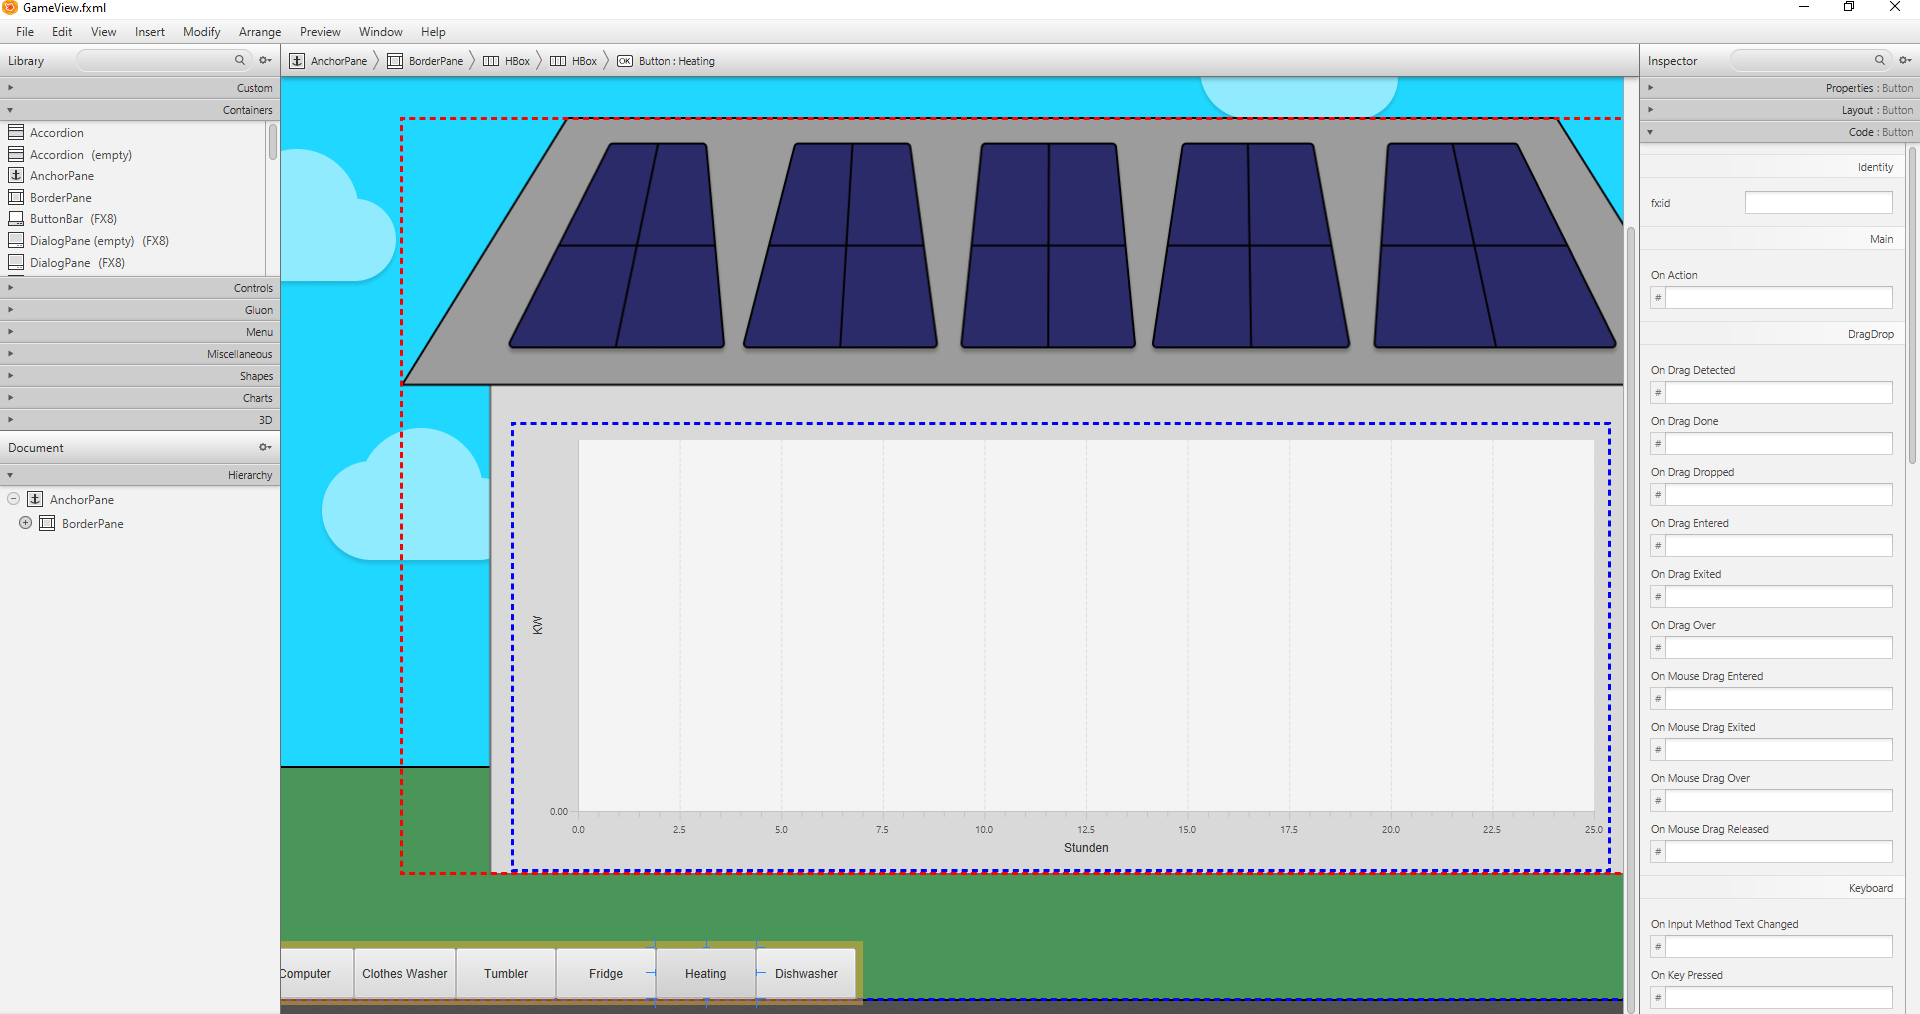 GameView.fxml
File Edit View Insert Modify Arrange Preview Window Help
Library
Custom
Containers
Accordion
Accordion (empty)
AnchorPane
BorderPane
ButtonBar (FX8)
DialogPane (empty) (FX8)
DialogPane (FX8)
Controls
Gluon
Menu
Miscellaneous
Shapes
Charts
3D
Document
Hierarchy
AnchorPane
BorderPane
AnchorPane BorderPane HBox HBox OK Button : Heating
KW
0.00
0.0 2.5 5.0 7.5 10.0 12.5 15.0 17.5 20.0 22.5 25.0
Stunden
Computer Clothes Washer Tumbler Fridge Heating Dishwasher
Inspector
Properties : Button
Layout : Button
Code : Button
Identity
fx:id
Main
On Action
#
DragDrop
On Drag Detected
#
On Drag Done
#
On Drag Dropped
#
On Drag Entered
#
On Drag Exited
#
On Drag Over
#
On Mouse Drag Entered
#
On Mouse Drag Exited
#
On Mouse Drag Over
#
On Mouse Drag Released
#
Keyboard
On Input Method Text Changed
#
On Key Pressed
#